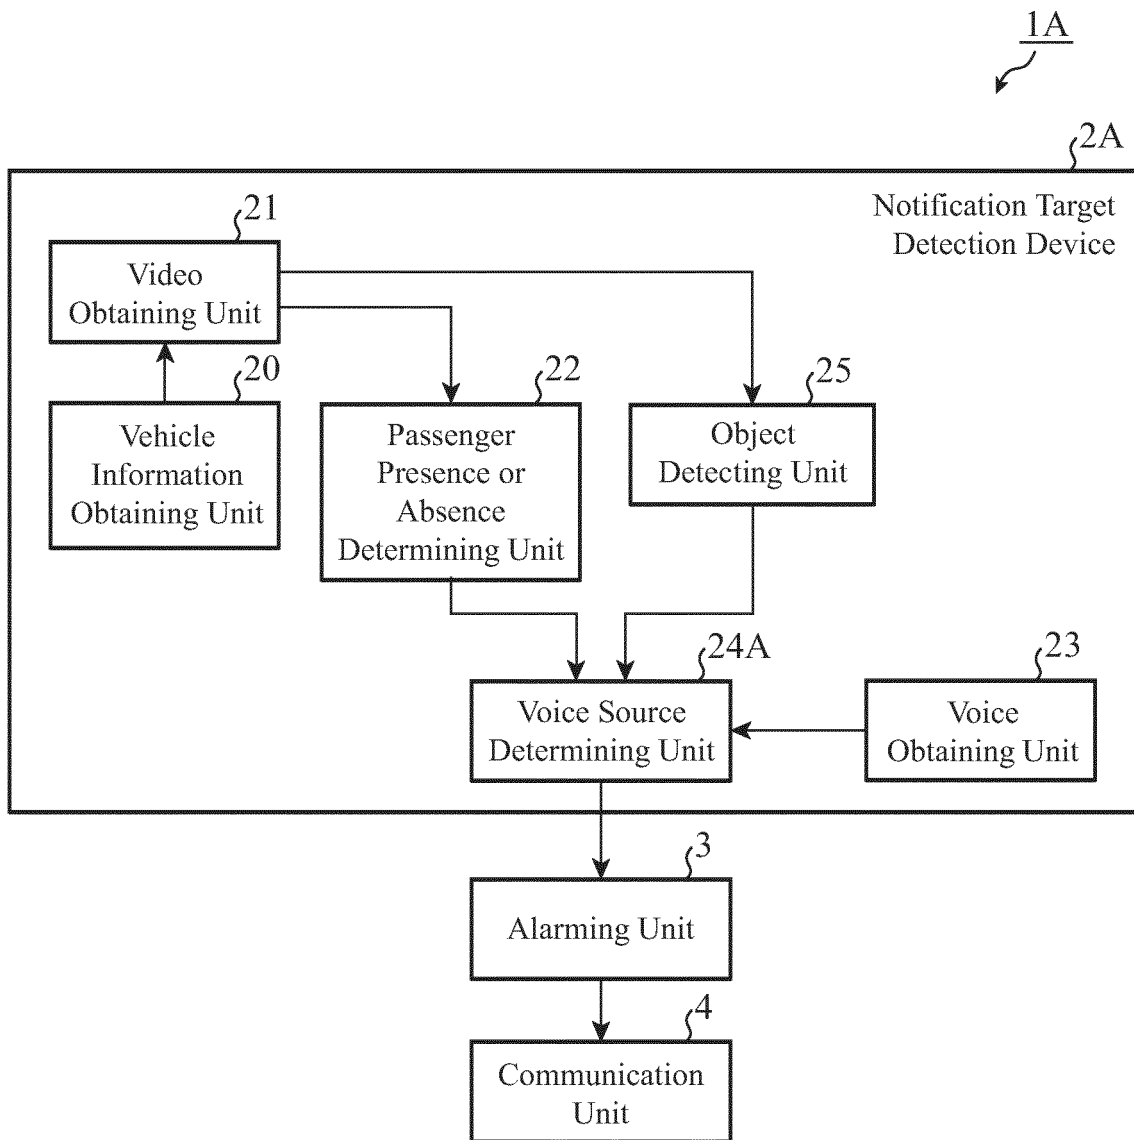 1A
2A
Notification Target
Detection Device
21
Video
Obtaining Unit
20
Vehicle
Information
Obtaining Unit
22
Passenger
Presence or
Absence
Determining Unit
25
Object
Detecting Unit
24A
Voice Source
Determining Unit
23
Voice
Obtaining Unit
3
Alarming Unit
4
Communication
Unit